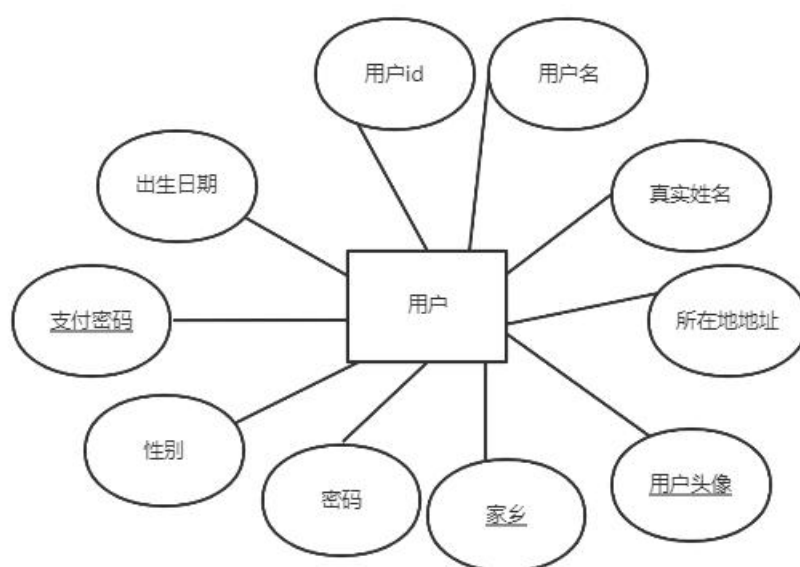 用户id
用户名
出生日期
真实姓名
用户
支付密码
所在地地址
性别
密码
家乡
用户头像